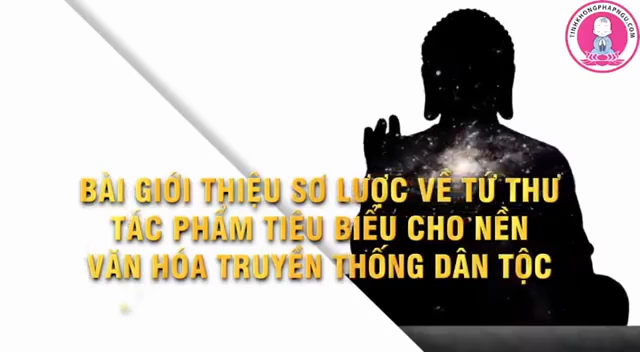 TINHKHONGPHAPNGU.COM
BÀI GIỚI THIỆU SƠ LƯỢC VỀ TỨ THƯ
TÁC PHẨM TIÊU BIỂU CHO NỀN
VĂN HÓA TRUYỀN THỐNG DÂN TỘC